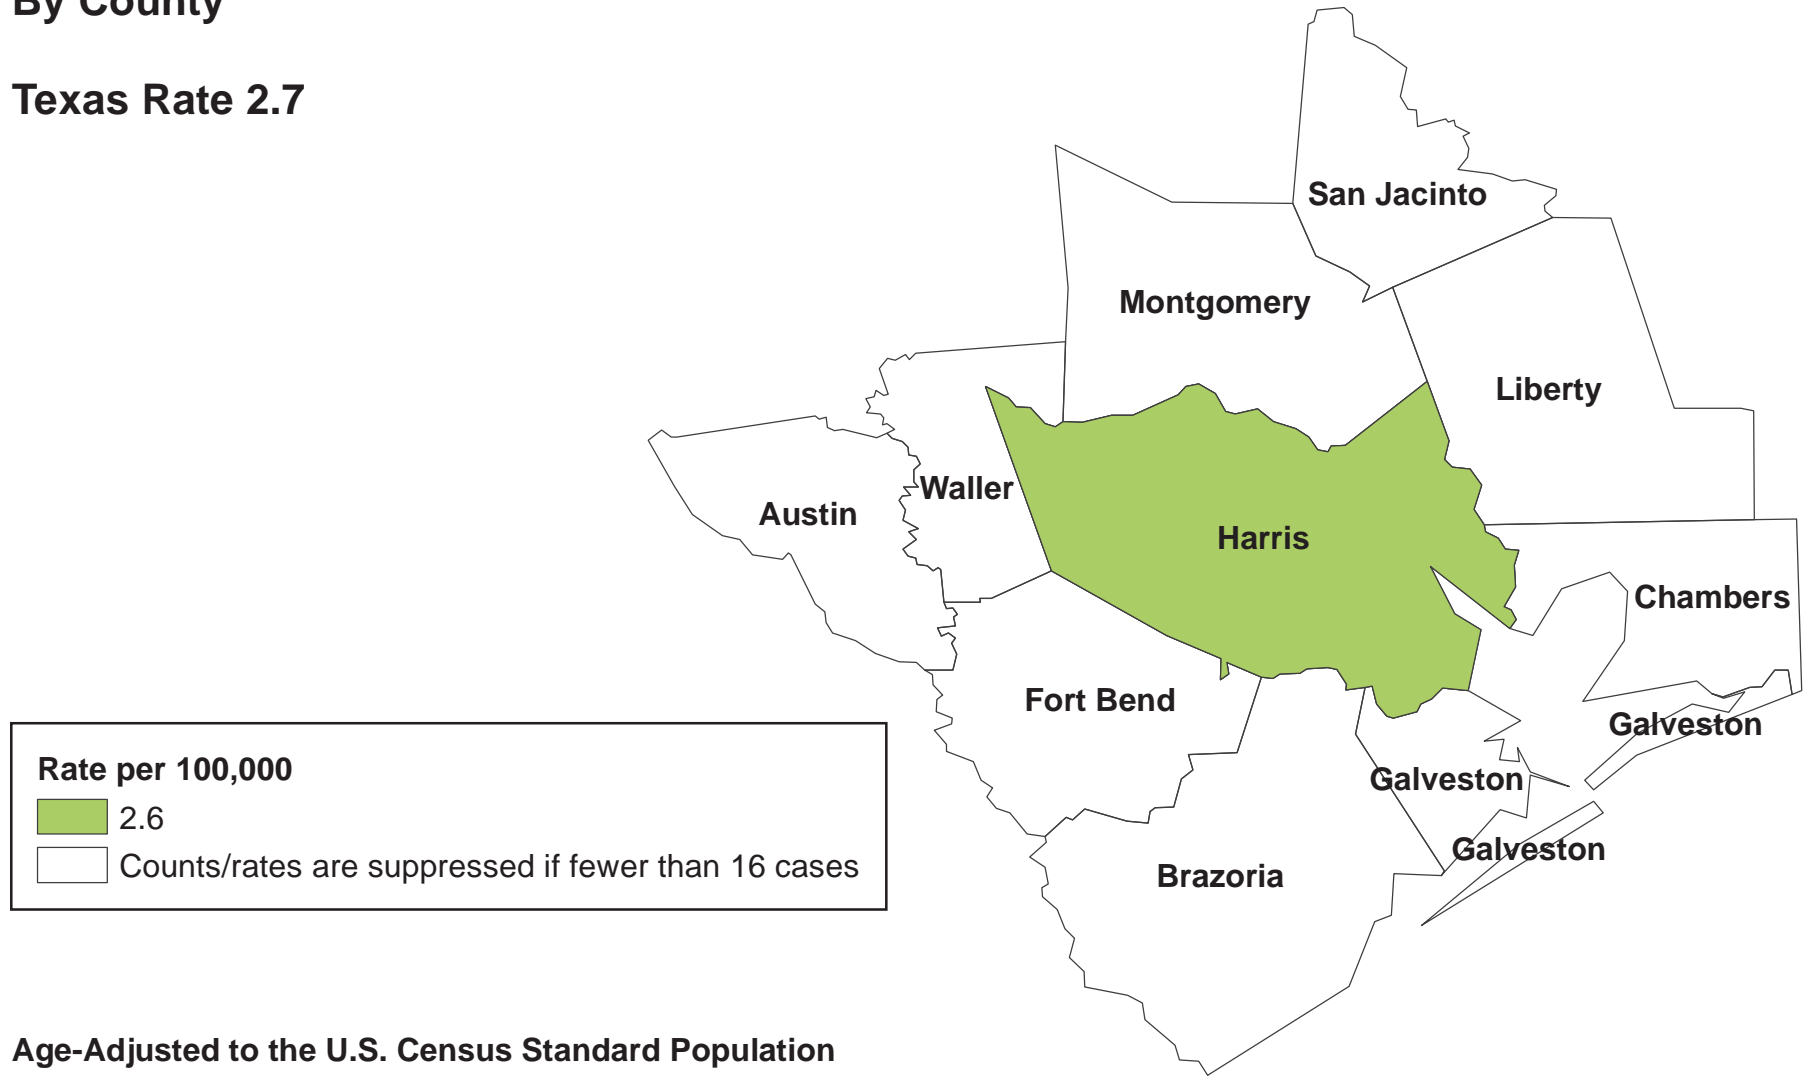 By County
Texas Rate 2.7
San Jacinto
Montgomery
Liberty
Waller
Austin
Harris
Chambers
Fort Bend
Galveston
Galveston
Galveston
Brazoria
Rate per 100,000
2.6
Counts/rates are suppressed if fewer than 16 cases
Age-Adjusted to the U.S. Census Standard Population